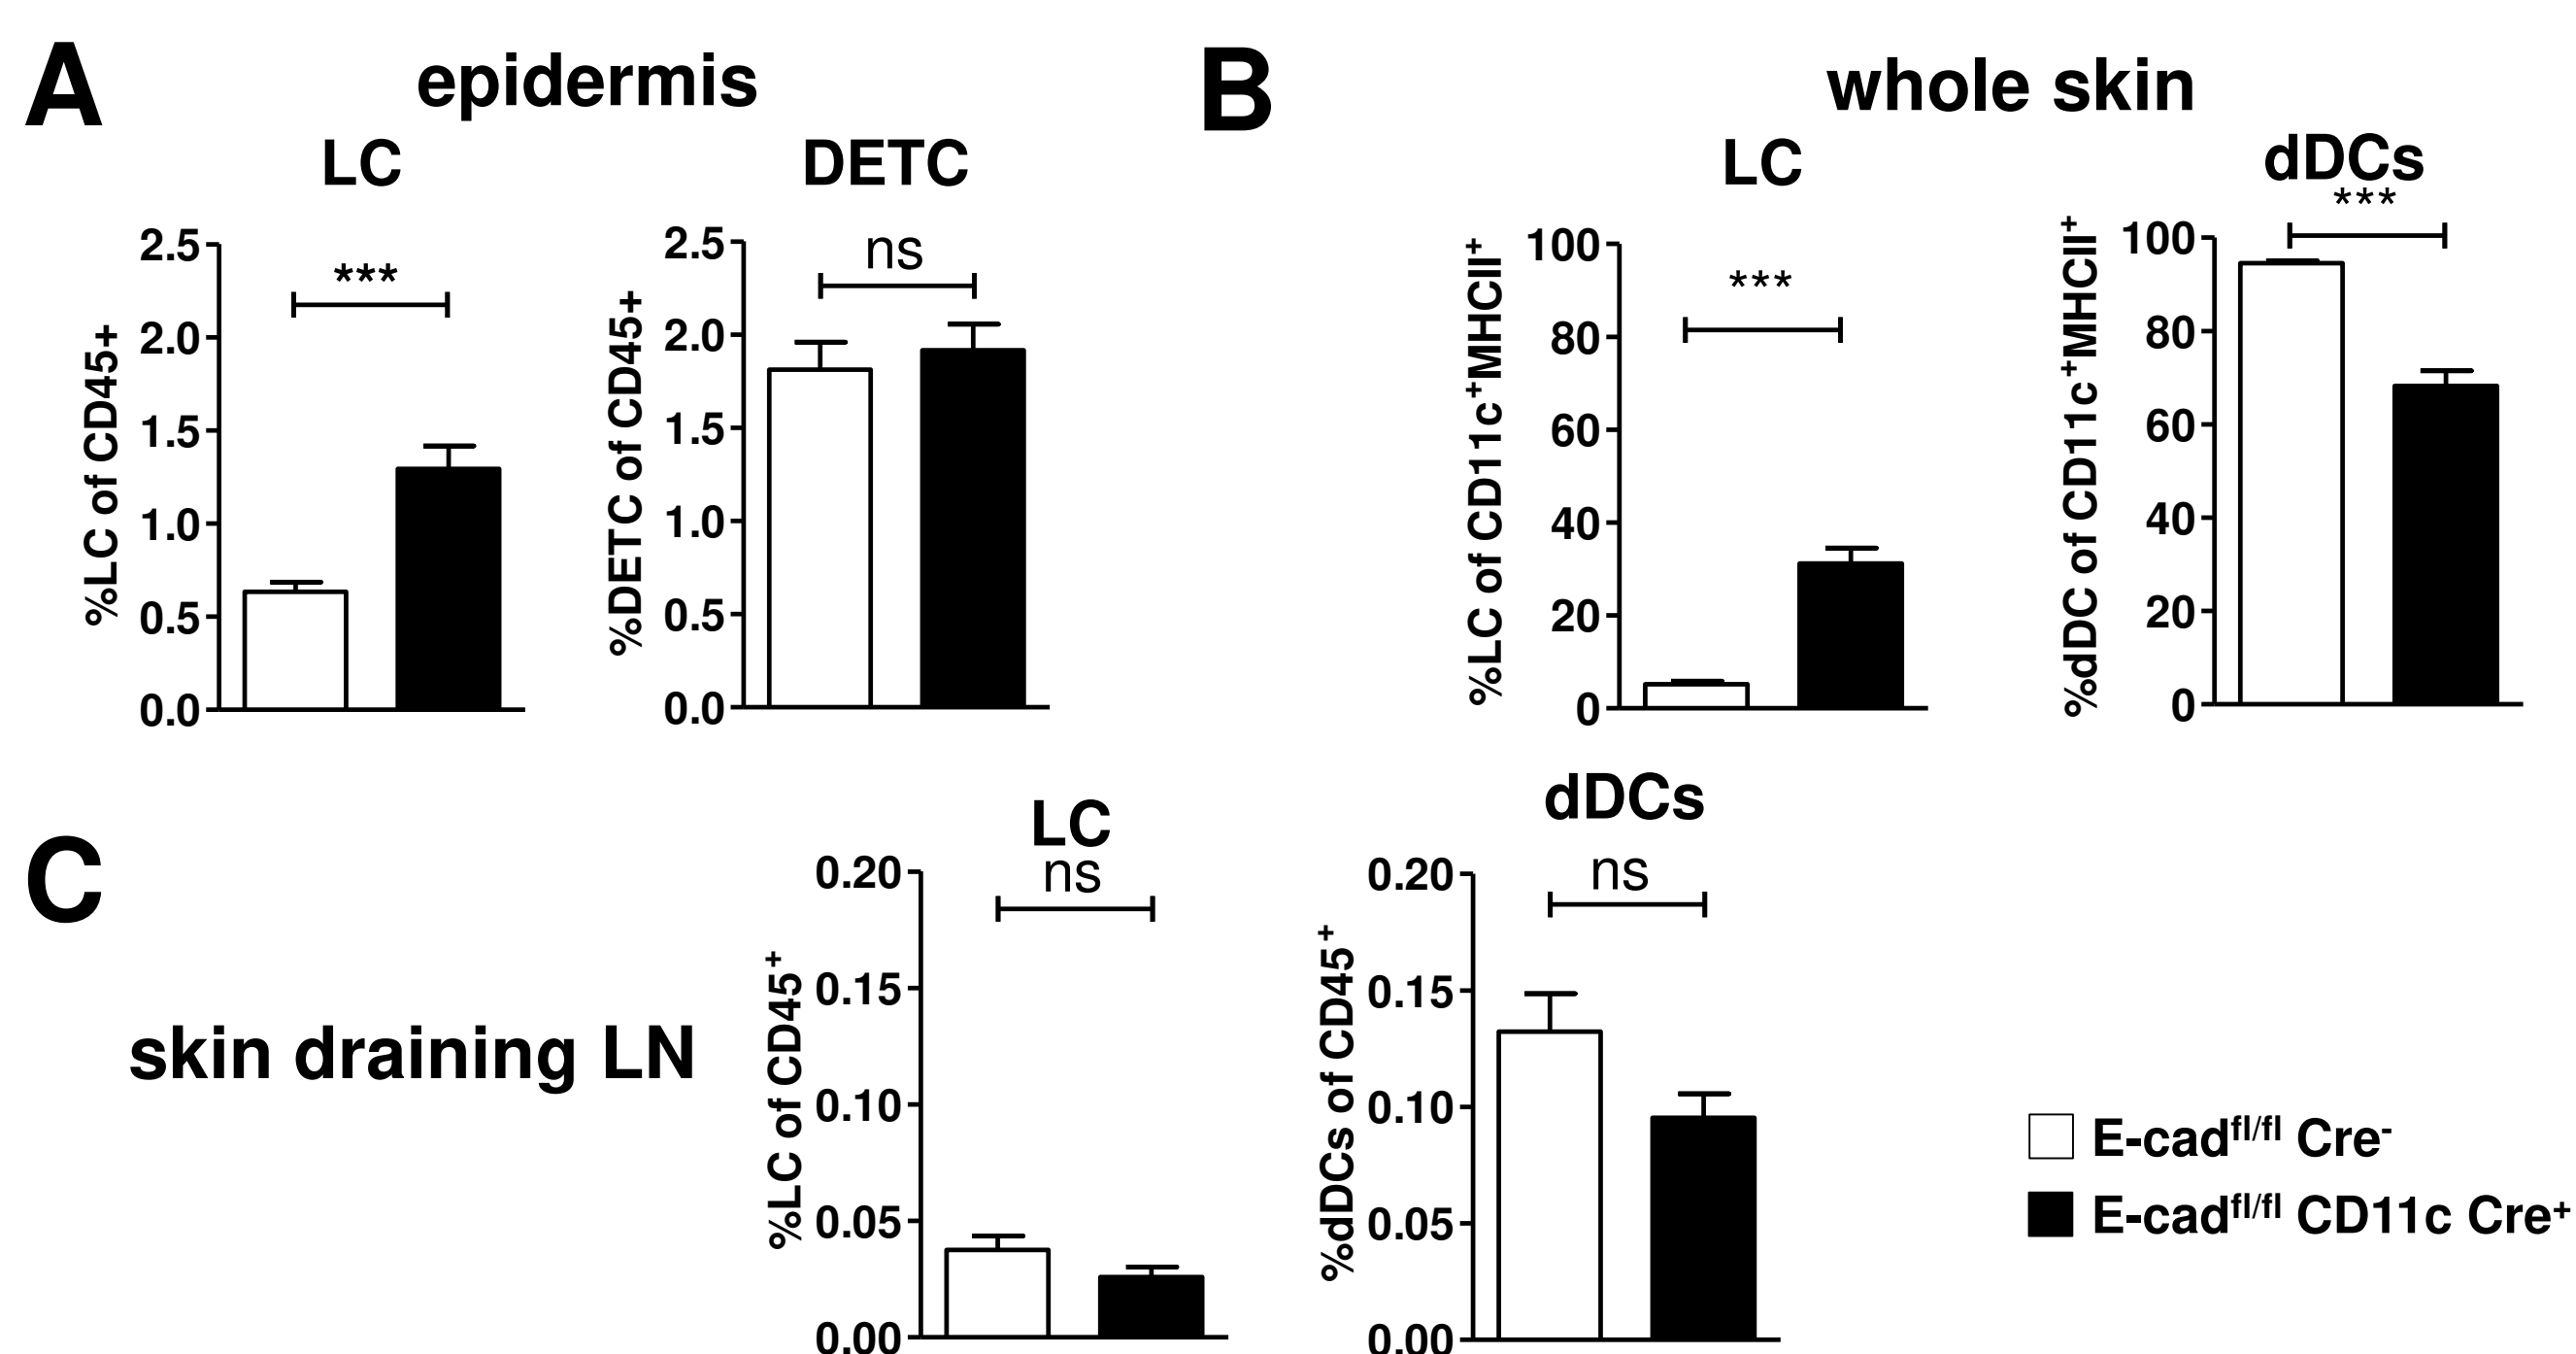 A
epidermis
LC
2.5
2.0
1.5
1.0
0.5
0.0
%LC of CD45+
***
DETC
2.5
2.0
1.5
1.0
0.5
0.0
%DETC of CD45+
ns
B
whole skin
LC
100
80
60
40
20
0
%LC of CD11c⁺MHCII⁺
***
dDCs
***
100
80
60
40
20
0
%dDC of CD11c⁺MHCII⁺
C
skin draining LN
LC
ns
0.20
0.15
0.10
0.05
0.00
%LC of CD45⁺
dDCs
ns
0.20
0.15
0.10
0.05
0.00
%dDCs of CD45⁺
E-cadfl/fl Cre⁻
E-cadfl/fl CD11c Cre⁺